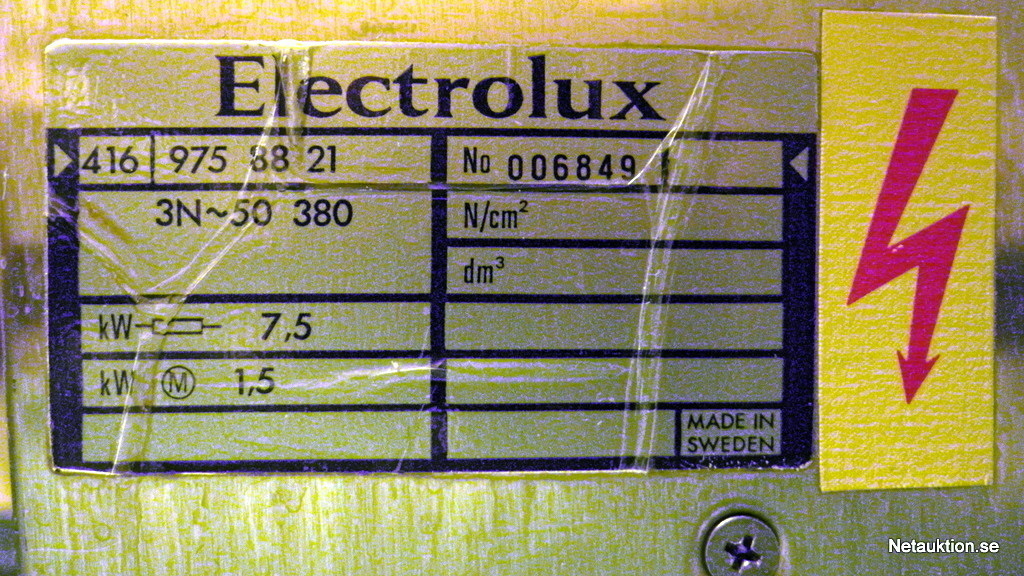 Electrolux
416 975 88 21
No 006849
3N~50 380
N/cm²
dm³
kW 7,5
kW M 1,5
MADE IN
SWEDEN
Netauktion.se